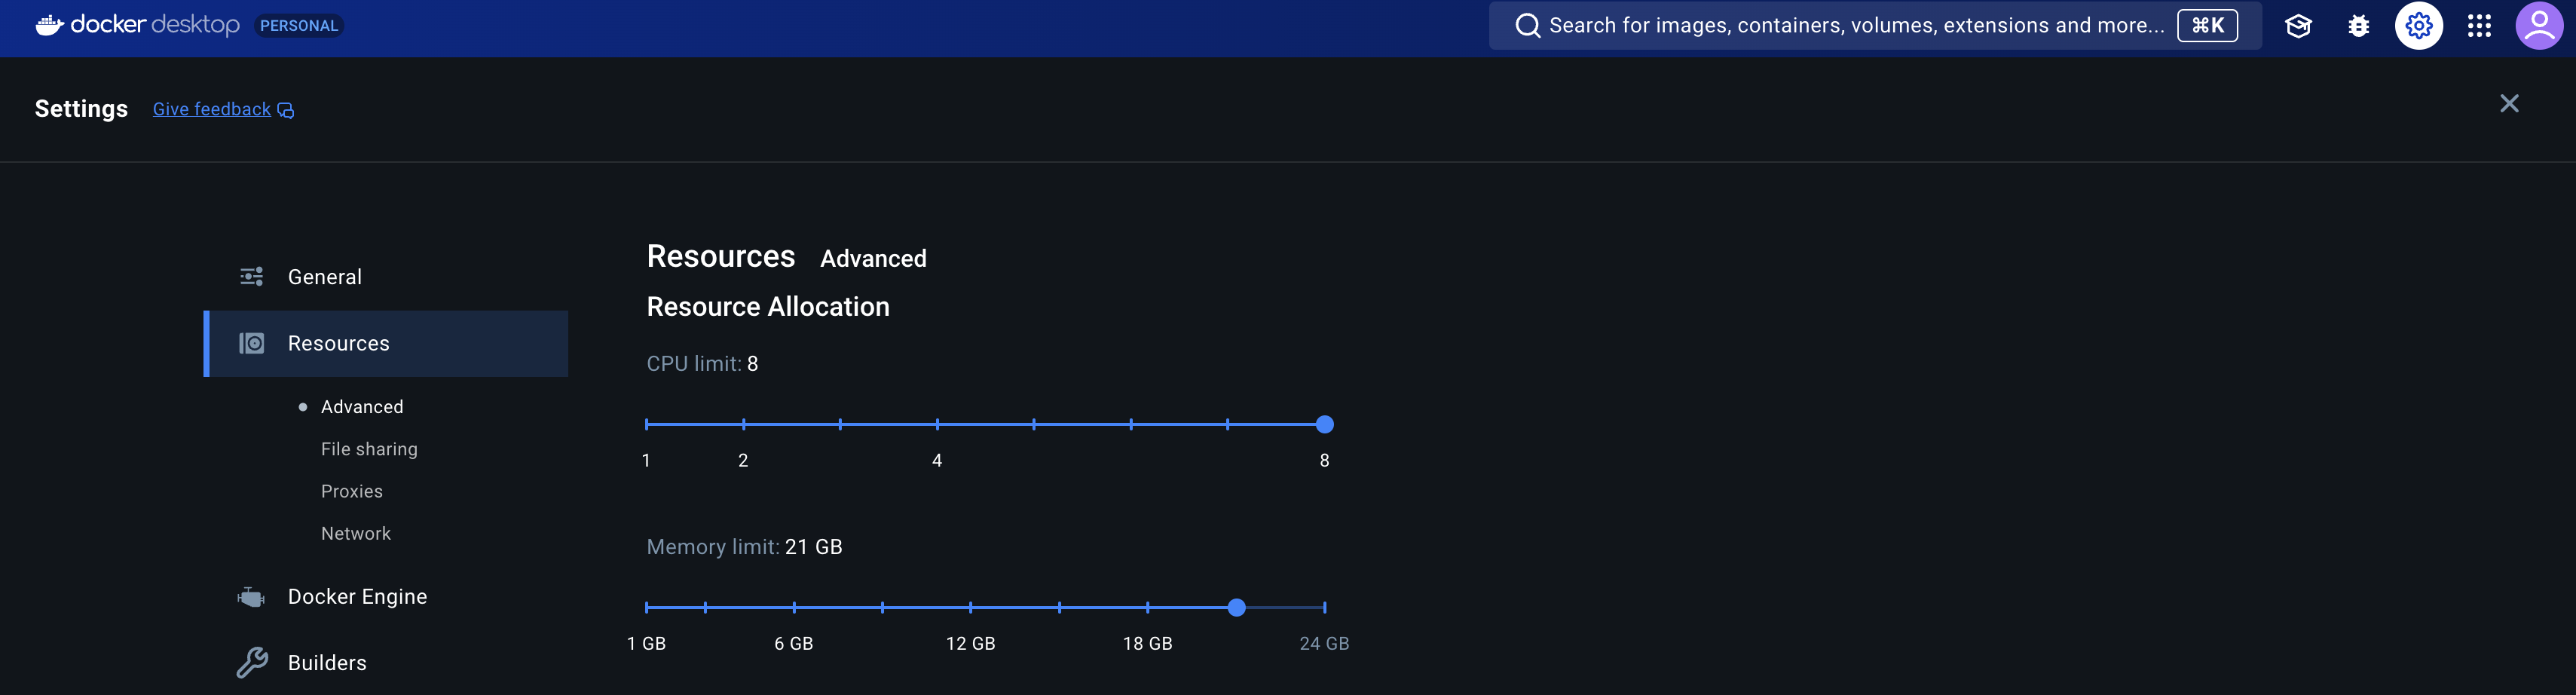 docker desktop PERSONAL
Search for images, containers, volumes, extensions and more... ⌘K
Settings Give feedback
General
Resources
Advanced
File sharing
Proxies
Network
Docker Engine
Builders
Resources Advanced
Resource Allocation
CPU limit: 8
1 2 4 8
Memory limit: 21 GB
1 GB 6 GB 12 GB 18 GB 24 GB